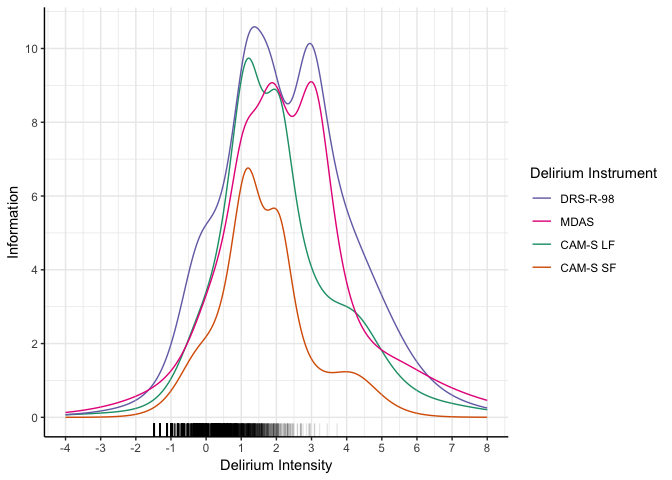 10
8
6
4
2
0
Information
-4 -3 -2 -1 0 1 2 3 4 5 6 7 8
Delirium Intensity
Delirium Instrument
DRS-R-98
MDAS
CAM-S LF
CAM-S SF